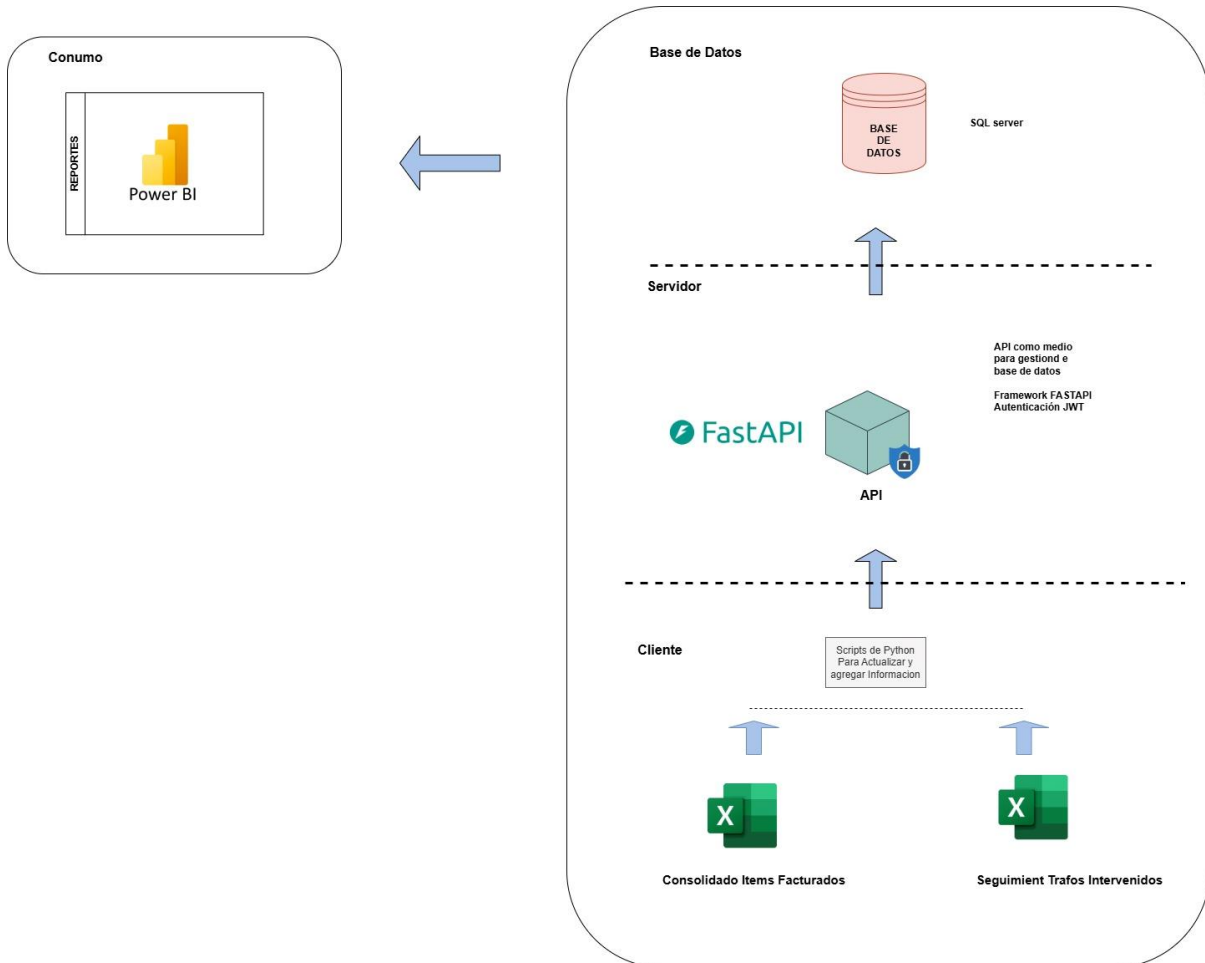 Conumo
REPORTES
Power BI
Base de Datos
BASE
DE
DATOS
SQL server
Servidor
API como medio
para gestiond e
base de datos
Framework FASTAPI
Autenticación JWT
FastAPI
API
Cliente
Scripts de Python
Para Actualizar y
agregar Informacion
X
X
Consolidado Items Facturados
Seguimient Trafos Intervenidos